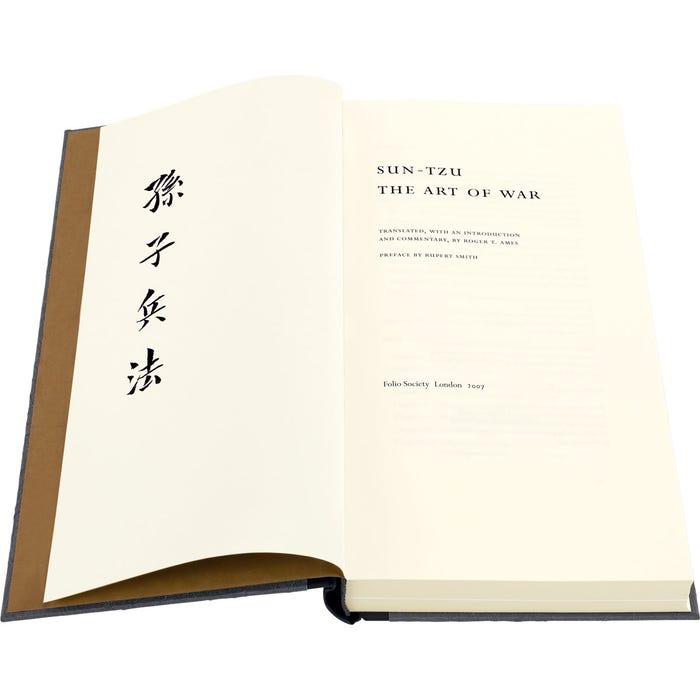 孫子兵法
SUN-TZU
THE ART OF WAR
TRANSLATED, WITH AN INTRODUCTION
AND COMMENTARY, BY ROGER T. AMES
PREFACE BY RUPERT SMITH
Folio Society London 2007